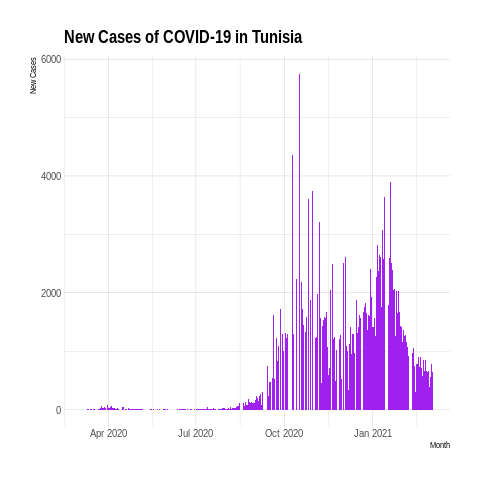 New Cases of COVID-19 in Tunisia
New Cases
6000
4000
2000
0
Apr 2020
Jul 2020
Oct 2020
Jan 2021
Month